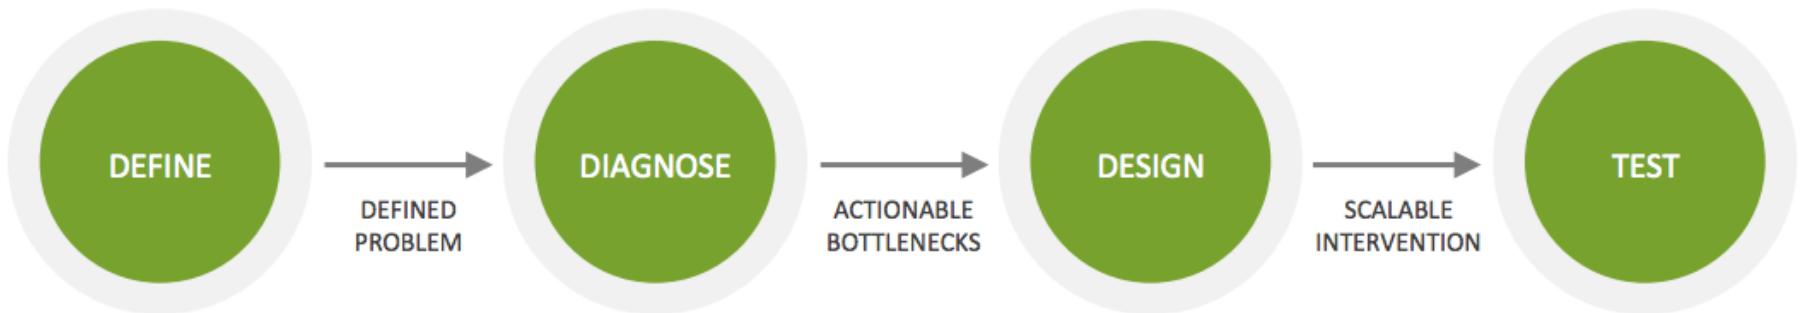 DEFINE
DEFINED
PROBLEM
DIAGNOSE
ACTIONABLE
BOTTLENECKS
DESIGN
SCALABLE
INTERVENTION
TEST